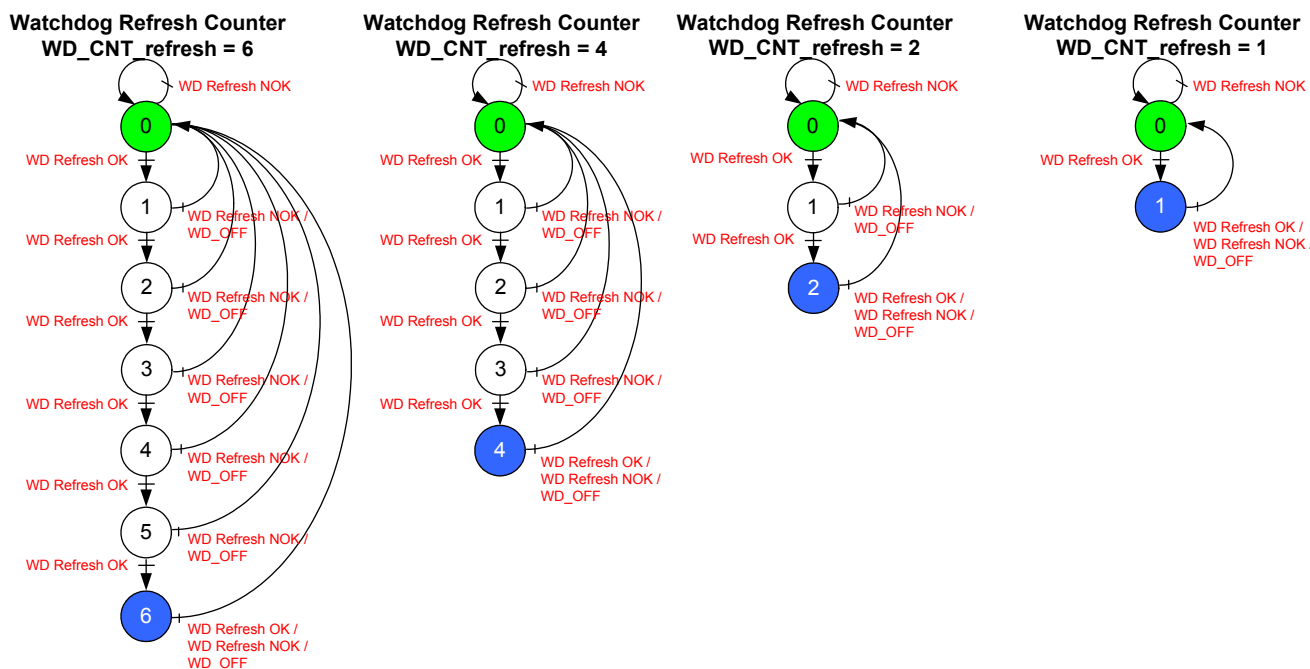 Watchdog Refresh Counter
WD_CNT_refresh = 6
WD Refresh NOK
0
WD Refresh OK
1
WD Refresh NOK /
WD_OFF
WD Refresh OK
2
WD Refresh NOK /
WD_OFF
WD Refresh OK
3
WD Refresh NOK /
WD_OFF
WD Refresh OK
4
WD Refresh NOK /
WD_OFF
WD Refresh OK
5
WD Refresh NOK /
WD_OFF
WD Refresh OK
6
WD Refresh OK /
WD Refresh NOK /
WD_OFF
Watchdog Refresh Counter
WD_CNT_refresh = 4
WD Refresh NOK
0
WD Refresh OK
1
WD Refresh NOK /
WD_OFF
WD Refresh OK
2
WD Refresh NOK /
WD_OFF
WD Refresh OK
3
WD Refresh NOK /
WD_OFF
WD Refresh OK
4
WD Refresh OK /
WD Refresh NOK /
WD_OFF
Watchdog Refresh Counter
WD_CNT_refresh = 2
WD Refresh NOK
0
WD Refresh OK
1
WD Refresh NOK /
WD_OFF
WD Refresh OK
2
WD Refresh OK /
WD Refresh NOK /
WD_OFF
Watchdog Refresh Counter
WD_CNT_refresh = 1
WD Refresh NOK
0
WD Refresh OK
1
WD Refresh OK /
WD Refresh NOK /
WD_OFF